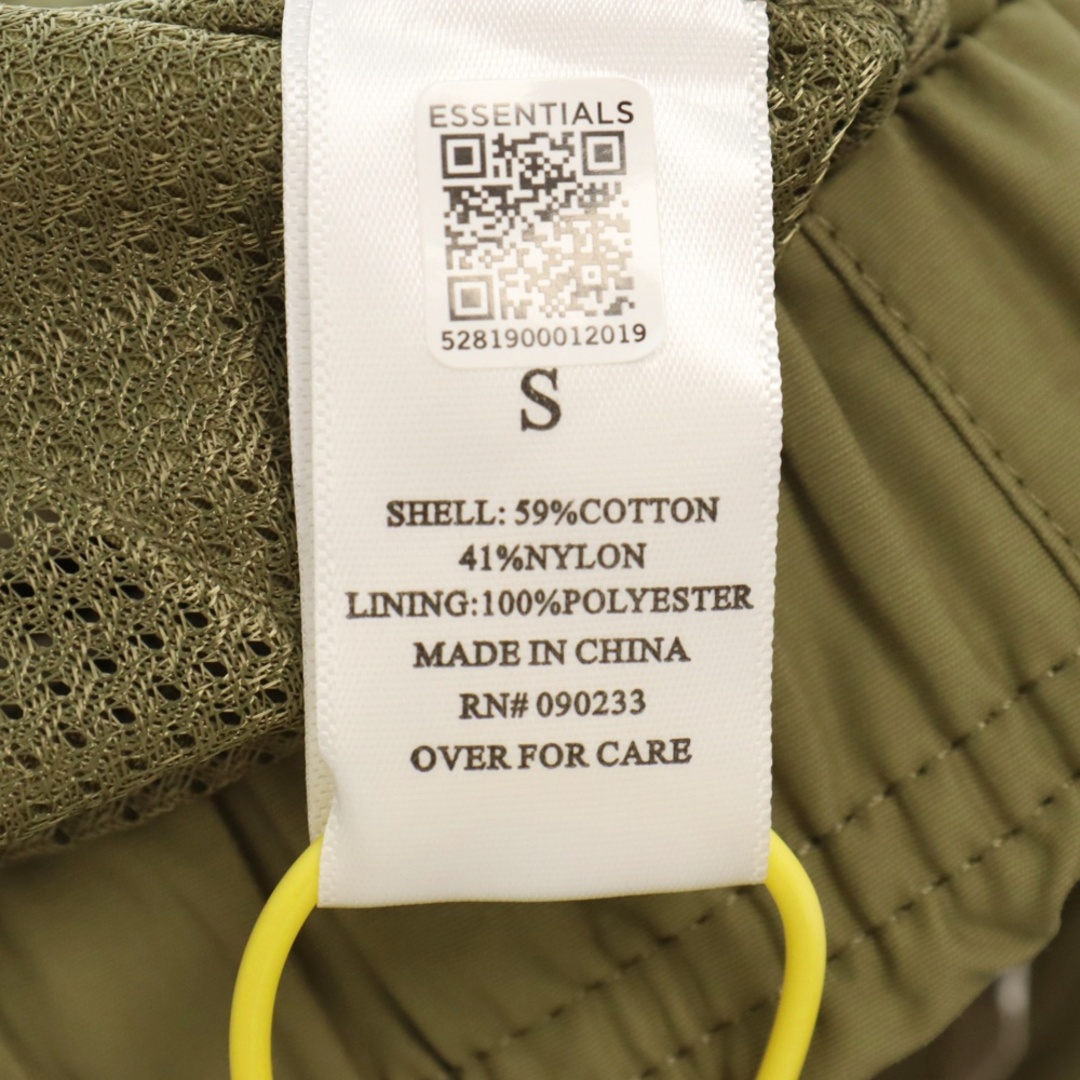 ESSENTIALS
5281900012019
S
SHELL: 59%COTTON
41%NYLON
LINING:100%POLYESTER
MADE IN CHINA
RN# 090233
OVER FOR CARE